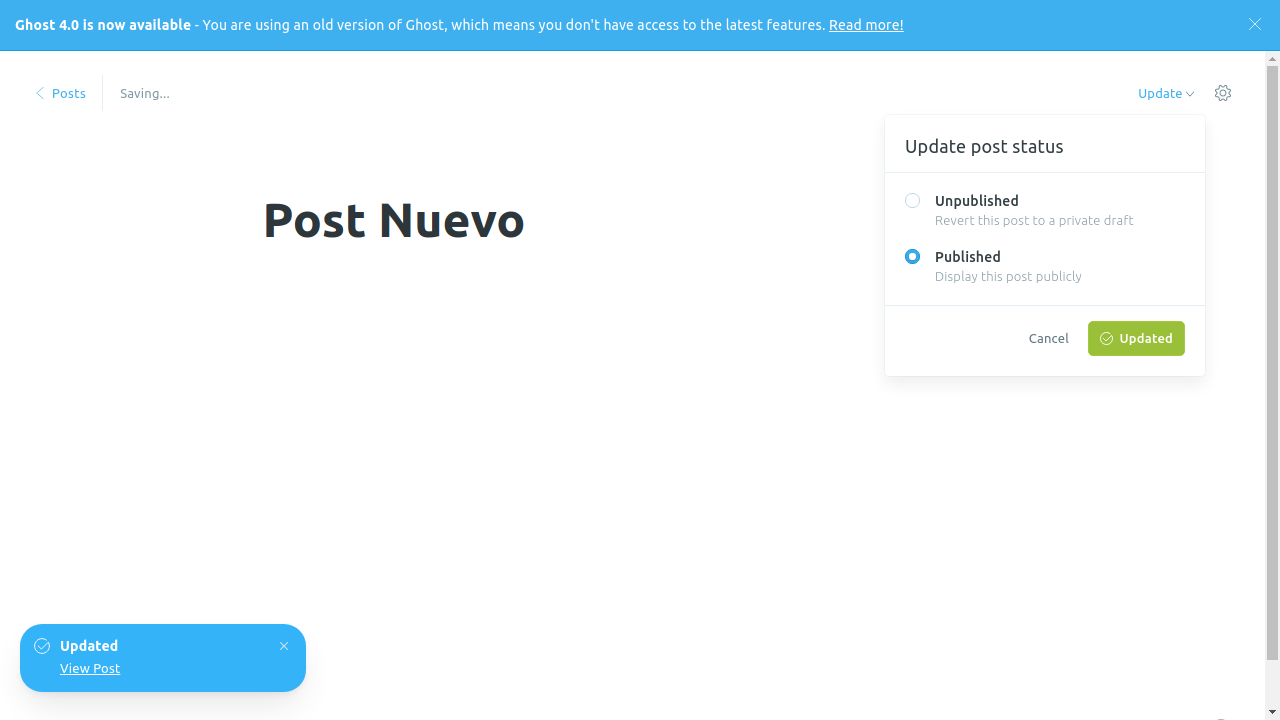 Ghost 4.0 is now available - You are using an old version of Ghost, which means you don't have access to the latest features. Read more!
Posts
Saving...
Update
Update post status
Unpublished
Revert this post to a private draft
Published
Display this post publicly
Cancel
Updated
Post Nuevo
Updated
View Post